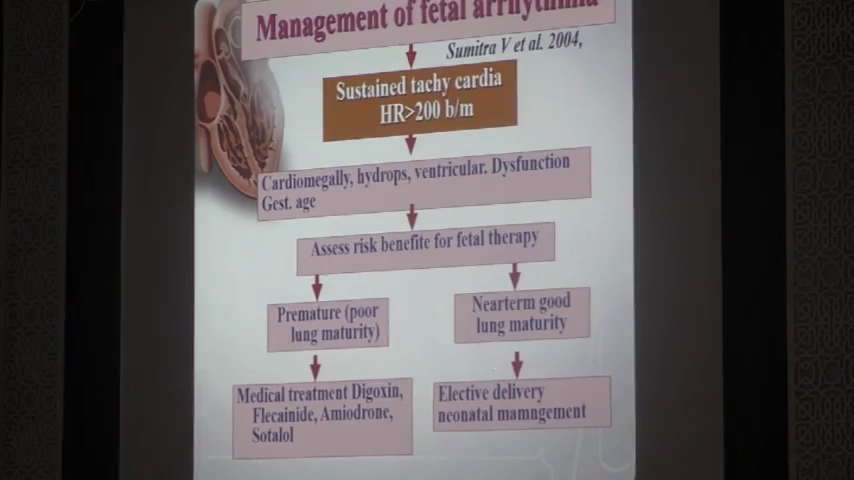 Management of fetal arrhythmia
Sumitra V et al. 2004,
Sustained tachy cardia
HR>200 b/m
Cardiomegally, hydrops, ventricular. Dysfunction
Gest. age
Assess risk benefite for fetal therapy
Premature (poor
lung maturity)
Nearterm good
lung maturity
Medical treatment Digoxin,
Flecainide, Amiodrone,
Sotalol
Elective delivery
neonatal mamngement